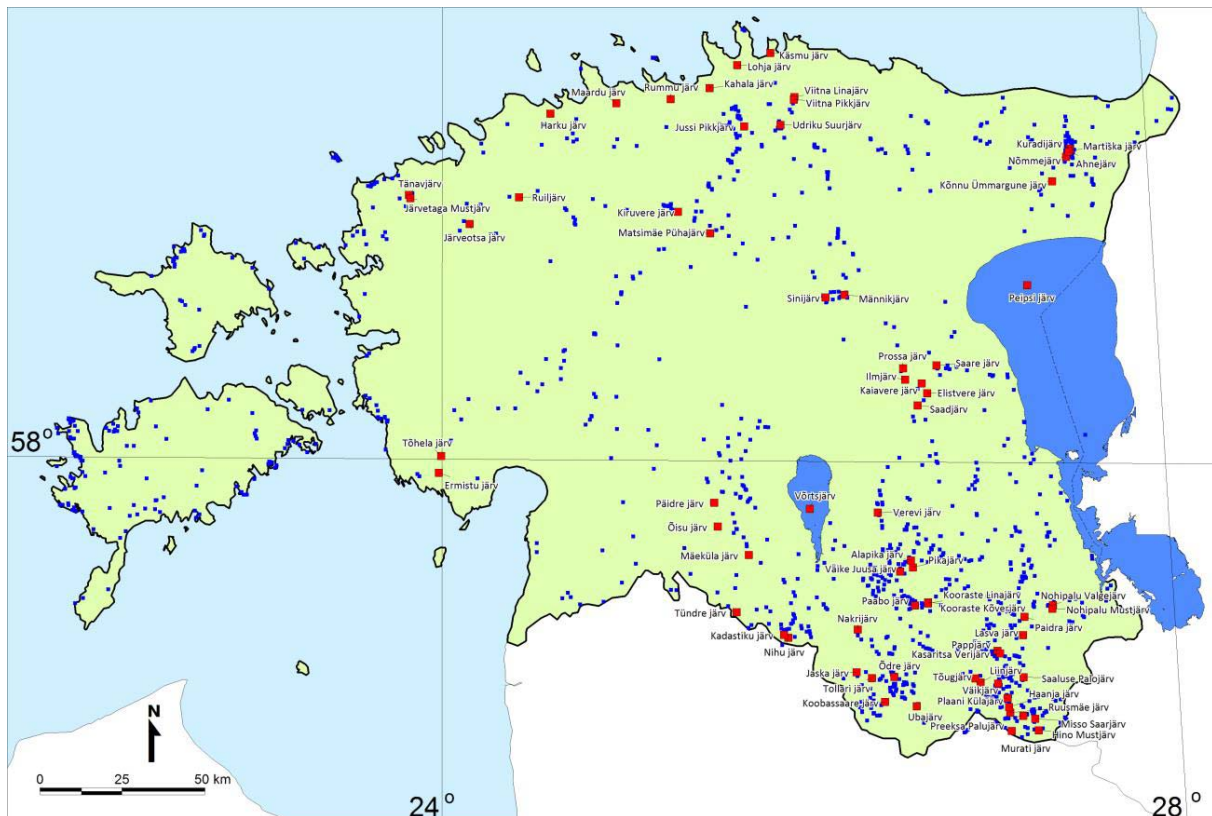 Käsmu järv
Lohja järv
Kahala järv
Rummu järv
Maardu järv
Viitna Linajärv
Viitna Pikkjärv
Harku järv
Jussi Pikkjärv
Udriku Suurjärv
Kuradijärv
Martiška järv
Nõmmejärv
Ahnejärv
Kõnnu Ümmargune järv
Tänavjärv
Järvetaga Mustjärv
Ruiljärv
Järveotsa järv
Kiruvere järv
Matsimäe Pühajärv
Sinijärv
Männikjärv
Peipsi järv
Prossa järv
Saare järv
Ilmjärv
Kaiavere järv
Elistvere järv
Saadjärv
58°
Tõhela järv
Ermistu järv
Päidre järv
Võrtsjärv
Verevi järv
Õisu järv
Mäeküla järv
Alapika järv
Pikajärv
Väike Juusa järv
Kooraste Linajärv
Nohipalu Valgejärv
Paabo järv
Kooraste Kõverjärv
Nohipalu Mustjärv
Tündre järv
Nakrijärv
Paidra järv
Kadastiku järv
Lasva järv
Nihu järv
Pappjärv
Kasaritsa Verijärv
Jaska järv
Õdre järv
Tõugjärv
Liinjärv
Saaluse Palojärv
Tollari järv
Väikjärv
Haanja järv
Koobassaare järv
Plaani Külajärv
Ruusmäe järv
Ubajärv
Preeksa Palujärv
Misso Saarjärv
Hino Mustjärv
Murati järv
N
0 25 50 km
24°
28°